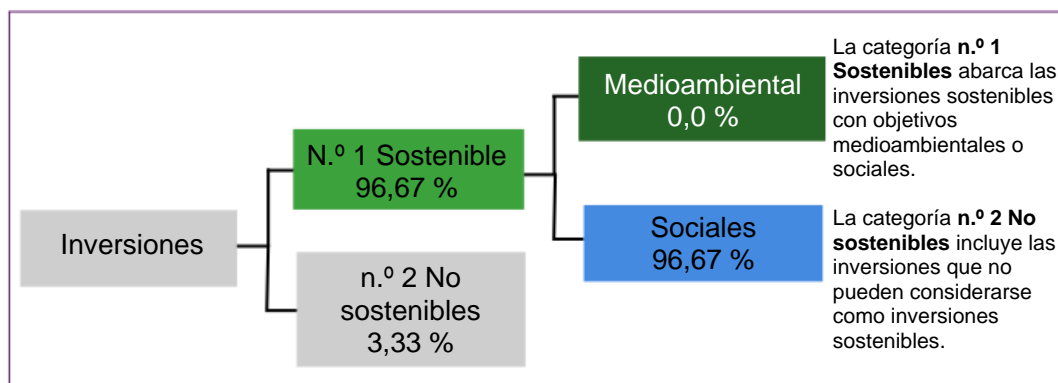 Inversiones
N.º 1 Sostenible
96,67 %
n.º 2 No
sostenibles
3,33 %
Medioambiental
0,0 %
Sociales
96,67 %
La categoría n.º 1
Sostenibles abarca las
inversiones sostenibles
con objetivos
medioambientales o
sociales.
La categoría n.º 2 No
sostenibles incluye las
inversiones que no
pueden considerarse
como inversiones
sostenibles.